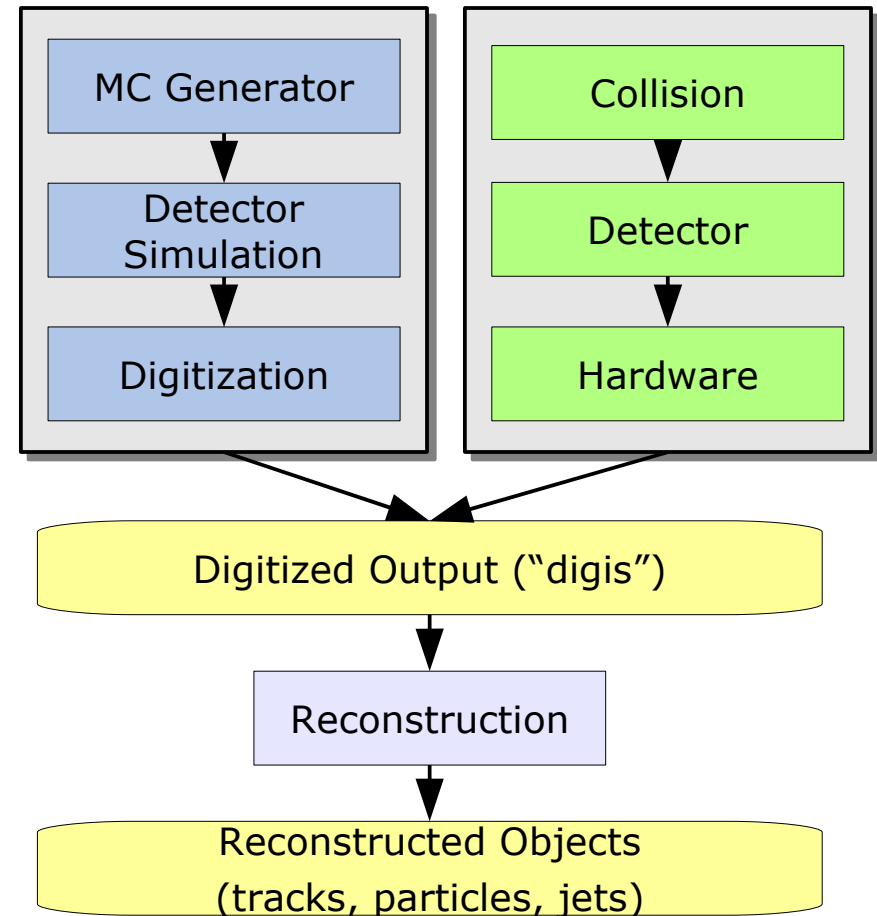 MC Generator
Detector
Simulation
Digitization
Collision
Detector
Hardware
Digitized Output (“digis”)
Reconstruction
Reconstructed Objects
(tracks, particles, jets)